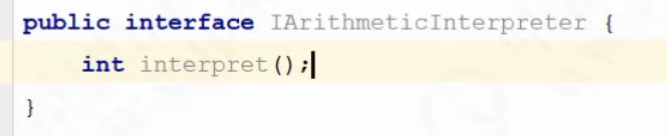 public interface IArithmeticInterpreter {
int interpret();
}